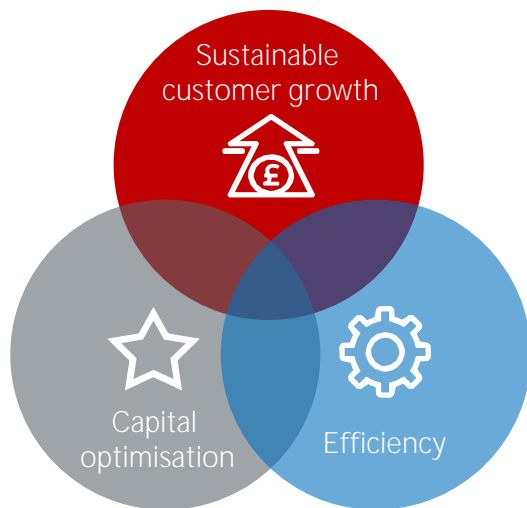 Sustainable
customer growth
£
Capital
optimisation
Efficiency